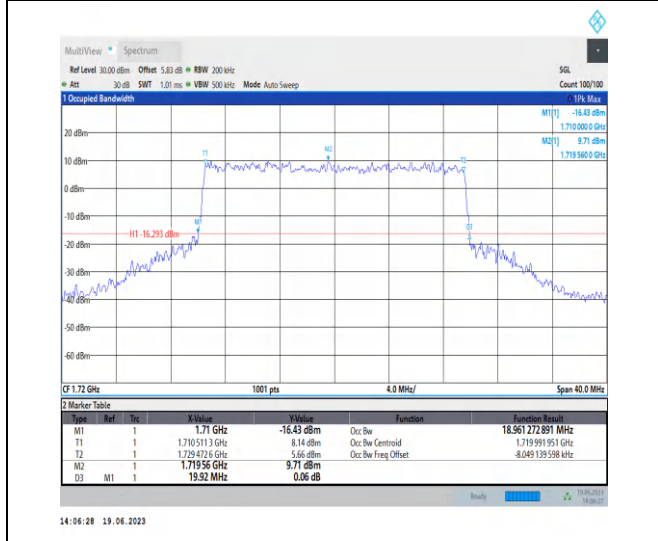 MultiView Spectrum
Ref Level 30.00 dBm Offset 5.83 dB RBW 200 kHz SGL
Att 30 dB SWT 1.01 ms VBW 500 kHz Mode Auto Sweep Count 100/100
1 Occupied Bandwidth 1Pk Max
M1[1] -16.43 dBm
1.710 000 0 GHz
M2[1] 9.71 dBm
1.719 560 0 GHz
20 dBm
T1 M2 T2
10 dBm
0 dBm
-10 dBm
M1 D3
H1 -16.293 dBm
-20 dBm
-30 dBm
-40 dBm
-50 dBm
-60 dBm
CF 1.72 GHz 1001 pts 4.0 MHz/ Span 40.0 MHz
2 Marker Table
Type Ref Trc X-Value Y-Value Function Function Result
M1 1 1.71 GHz -16.43 dBm Occ Bw 18.961 272 891 MHz
T1 1 1.710 511 3 GHz 8.14 dBm Occ Bw Centroid 1.719 991 951 GHz
T2 1 1.729 472 6 GHz 5.66 dBm Occ Bw Freq Offset -8.049 139 598 kHz
M2 1 1.719 56 GHz 9.71 dBm
D3 M1 1 19.92 MHz 0.06 dB
Ready 19.06.2023
14:06:27
14:06:28 19.06.2023